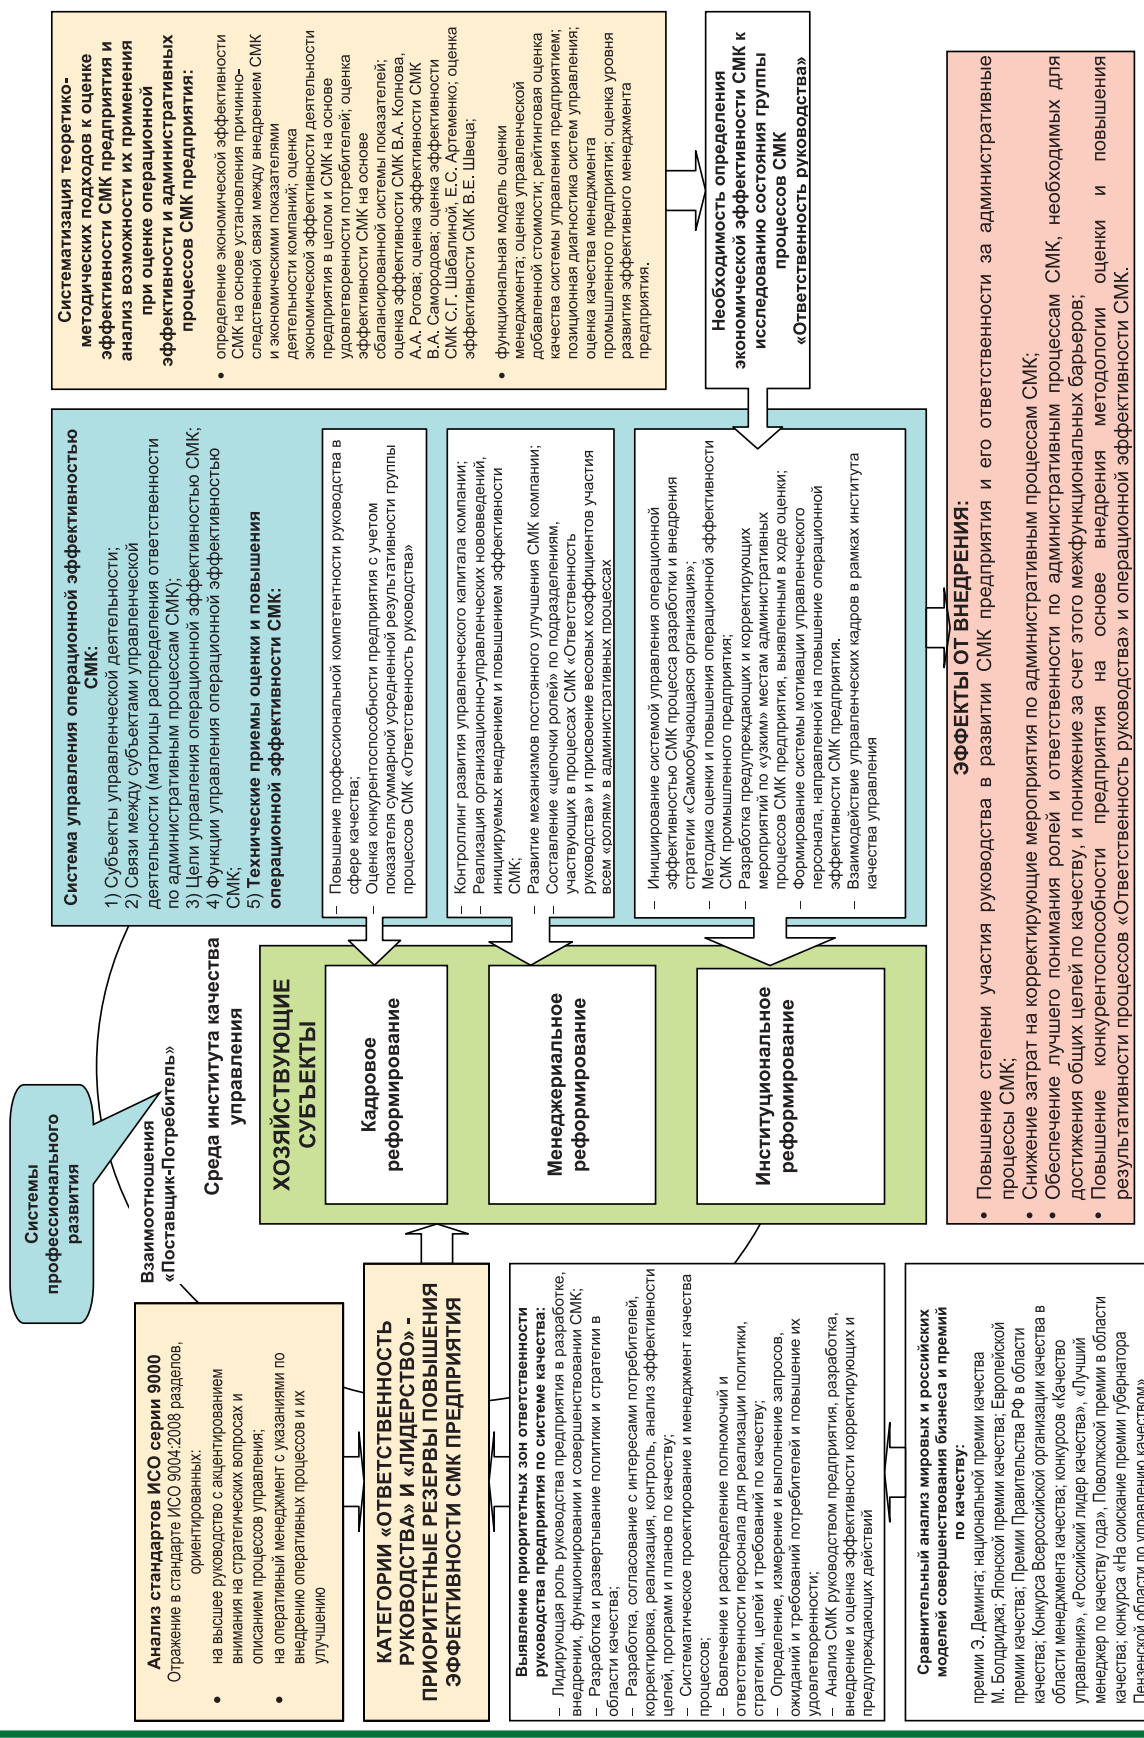 Анализ стандартов ИСО серии 9000
Отражение в стандарте ИСО 9004:2008 разделов,
ориентированных:
• на высшее руководство с акцентированием
внимания на стратегических вопросах и
описанием процессов управления;
• на оперативный менеджмент с указаниями по
внедрению оперативных процессов и их
улучшению
КАТЕГОРИИ «ОТВЕТСТВЕННОСТЬ
РУКОВОДСТВА» И «ЛИДЕРСТВО» -
ПРИОРИТЕТНЫЕ РЕЗЕРВЫ ПОВЫШЕНИЯ
ЭФФЕКТИВНОСТИ СМК ПРЕДПРИЯТИЯ
Выявление приоритетных зон ответственности
руководства предприятия по системе качества:
– Лидирующая роль руководства предприятия в разработке,
внедрении, функционировании и совершенствовании СМК;
– Разработка и развертывание политики и стратегии в
области качества;
– Разработка, согласование с интересами потребителей,
корректировка, реализация, контроль, анализ эффективности
целей, программ и планов по качеству;
– Систематическое проектирование и менеджмент качества
процессов;
– Вовлечение и распределение полномочий и
ответственности персонала для реализации политики,
стратегии, целей и требований по качеству;
– Определение, измерение и выполнение запросов,
ожиданий и требований потребителей и повышение их
удовлетворенности;
– Анализ СМК руководством предприятия, разработка,
внедрение и оценка эффективности корректирующих и
предупреждающих действий
Сравнительный анализ мировых и российских
моделей совершенствования бизнеса и премий
по качеству:
премии Э. Деминга; национальной премии качества
М. Болдриджа; Японской премии качества; Европейской
премии качества; Премии Правительства РФ в области
качества; Конкурса Всероссийской организации качества в
области менеджмента качества; конкурсов «Качество
управления», «Российский лидер качества», «Лучший
менеджер по качеству года», Поволжской премии в области
качества; конкурса «На соискание премии губернатора
Пензенской области по управлению качеством»
Системы
профессионального
развития
Взаимоотношения
«Поставщик-Потребитель»
Среда института качества
управления
ХОЗЯЙСТВУЮЩИЕ
СУБЪЕКТЫ
Кадровое
реформирование
Менеджериальное
реформирование
Институциональное
реформирование
Система управления операционной эффективностью
СМК:
1) Субъекты управленческой деятельности;
2) Связи между субъектами управленческой
деятельности (матрицы распределения ответственности
по административным процессам СМК);
3) Цели управления операционной эффективностью СМК;
4) Функции управления операционной эффективностью
СМК;
5) Технические приемы оценки и повышения
операционной эффективности СМК:
– Повышение профессиональной компетентности руководства в
сфере качества;
– Оценка конкурентоспособности предприятия с учетом
показателя суммарной усредненной результативности группы
процессов СМК «Ответственность руководства»
– Контроллинг развития управленческого капитала компании;
– Реализация организационно-управленческих нововведений,
инициируемых внедрением и повышением эффективности
СМК;
– Развитие механизмов постоянного улучшения СМК компании;
– Составление «цепочки ролей» по подразделениям,
участвующих в процессах СМК «Ответственность
руководства» и присвоение весовых коэффициентов участия
всем «ролям» в административных процессах
– Инициирование системой управления операционной
эффективностью СМК процесса разработки и внедрения
стратегии «Самообучающаяся организация»;
– Методика оценки и повышения операционной эффективности
СМК промышленного предприятия;
– Разработка предупреждающих и корректирующих
мероприятий по «узким» местам административных
процессов СМК предприятия, выявленным в ходе оценки;
– Формирование системы мотивации управленческого
персонала, направленной на повышение операционной
эффективности СМК предприятия.
– Взаимодействие управленческих кадров в рамках института
качества управления
Систематизация теоретико-
методических подходов к оценке
эффективности СМК предприятия и
анализ возможности их применения
при оценке операционной
эффективности и административных
процессов СМК предприятия:
• определение экономической эффективности
СМК на основе установления причинно-
следственной связи между внедрением СМК
и экономическими показателями
деятельности компаний; оценка
экономической эффективности деятельности
предприятия в целом и СМК на основе
удовлетворенности потребителей; оценка
эффективности СМК на основе
сбалансированной системы показателей;
оценка эффективности СМК В.А. Копнова,
А.А. Рогова; оценка эффективности СМК
В.А. Самородова; оценка эффективности
СМК С.Г. Шабалиной, Е.С. Артеменко; оценка
эффективности СМК В.Е. Швеца;
• функциональная модель оценки
менеджмента; оценка управленческой
добавленной стоимости; рейтинговая оценка
качества системы управления предприятием;
позиционная диагностика систем управления;
оценка качества менеджмента
промышленного предприятия; оценка уровня
развития эффективного менеджмента
предприятия.
Необходимость определения
экономической эффективности СМК к
исследованию состояния группы
процессов СМК
«Ответственность руководства»
ЭФФЕКТЫ ОТ ВНЕДРЕНИЯ:
• Повышение степени участия руководства в развитии СМК предприятия и его ответственности за административные
процессы СМК;
• Снижение затрат на корректирующие мероприятия по административным процессам СМК;
• Обеспечение лучшего понимания ролей и ответственности по административным процессам СМК, необходимых для
достижения общих целей по качеству, и понижение за счет этого межфункциональных барьеров;
• Повышение конкурентоспособности предприятия на основе внедрения методологии оценки и повышения
результативности процессов «Ответственность руководства» и операционной эффективности СМК.